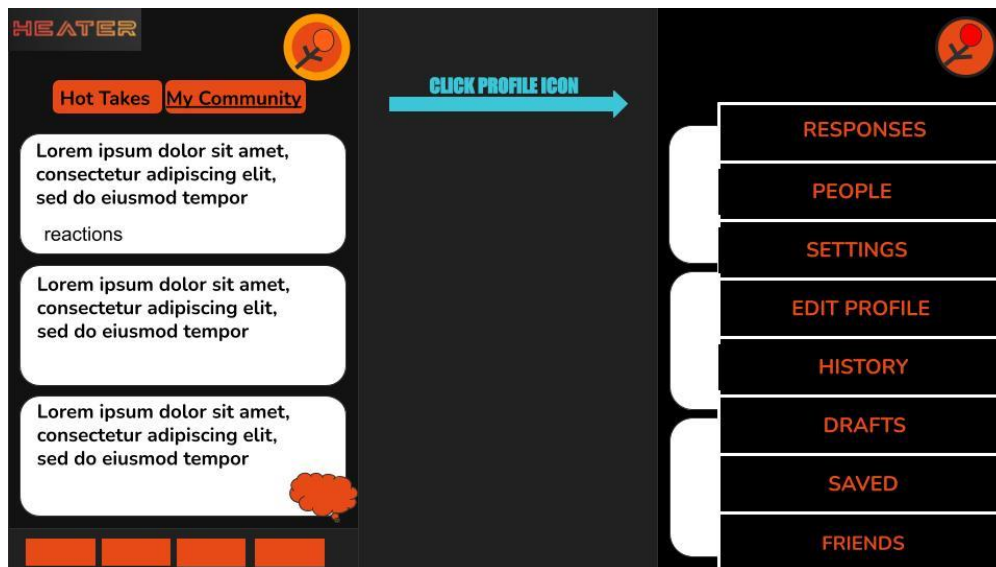 HEATER
Hot Takes
My Community
Lorem ipsum dolor sit amet,
consectetur adipiscing elit,
sed do eiusmod tempor
reactions
Lorem ipsum dolor sit amet,
consectetur adipiscing elit,
sed do eiusmod tempor
Lorem ipsum dolor sit amet,
consectetur adipiscing elit,
sed do eiusmod tempor
CLICK PROFILE ICON
RESPONSES
PEOPLE
SETTINGS
EDIT PROFILE
HISTORY
DRAFTS
SAVED
FRIENDS